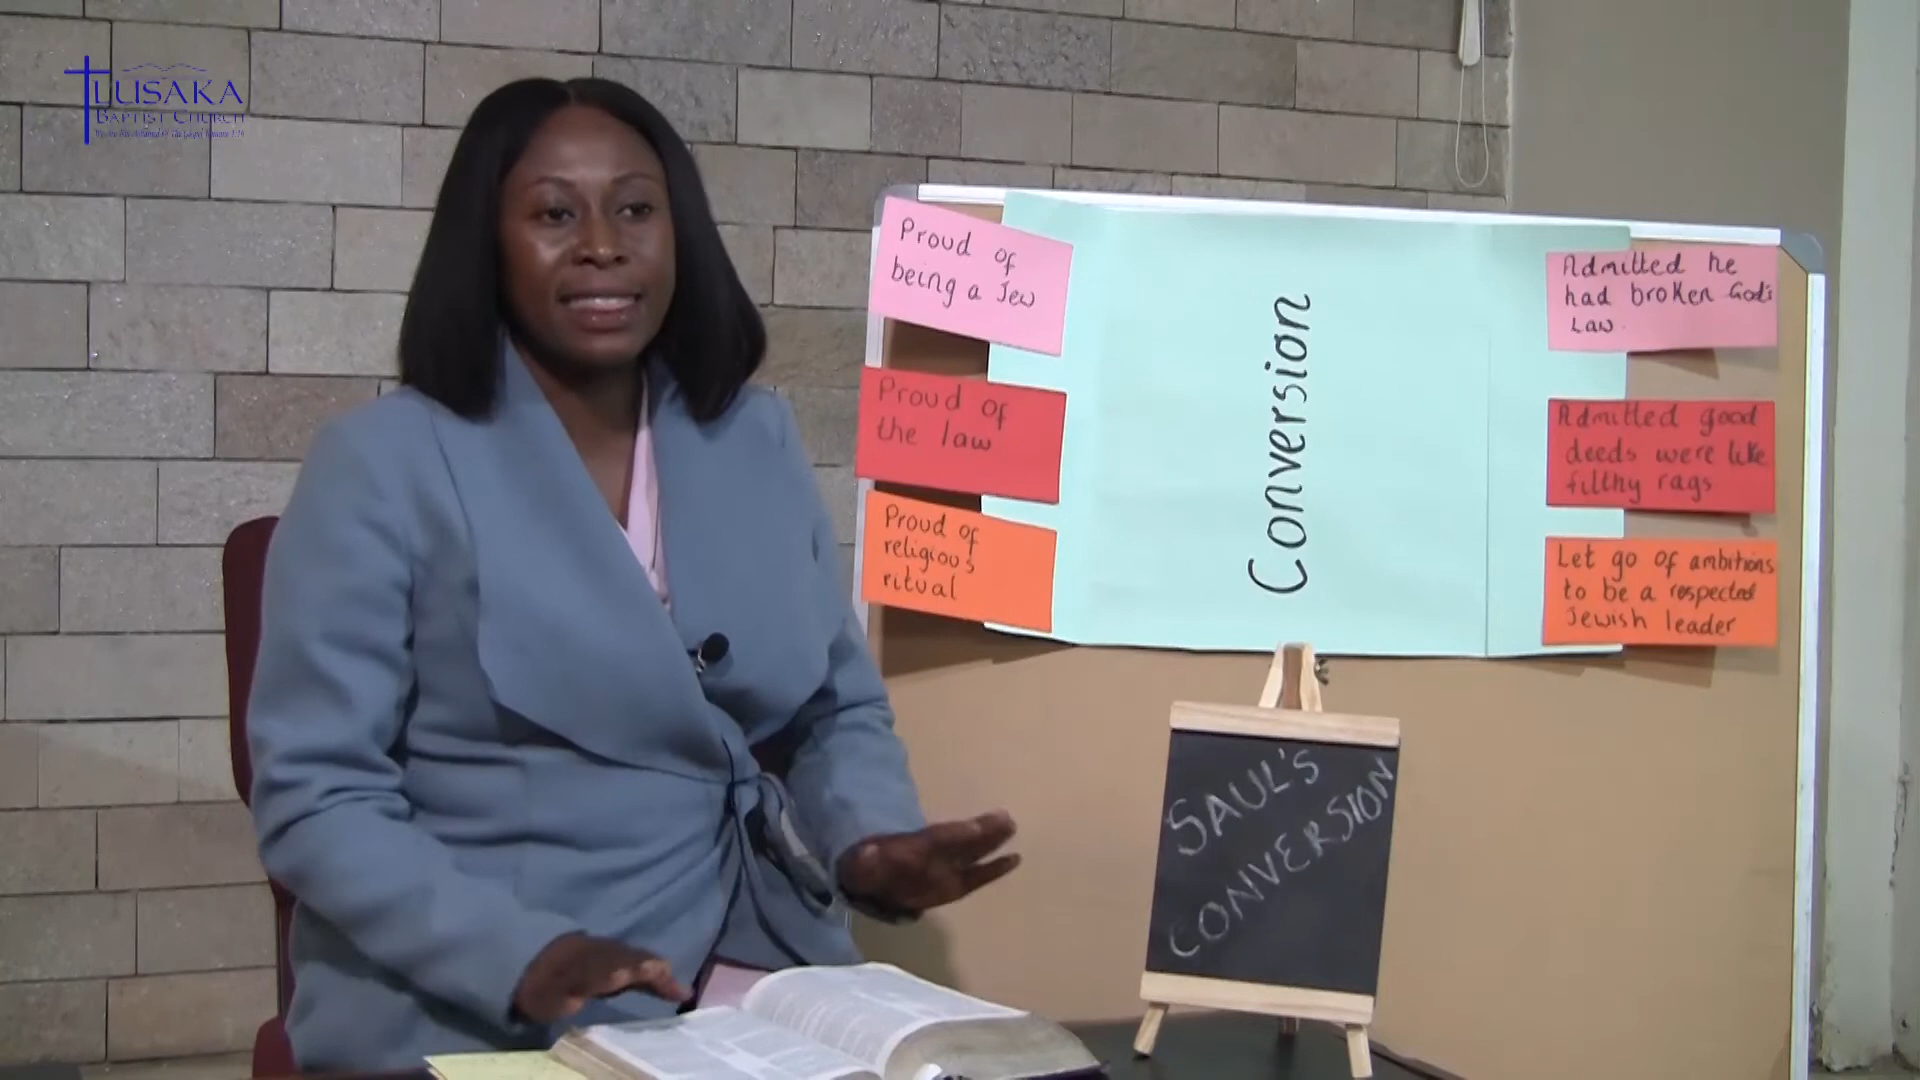 LUSAKA
BAPTIST CHURCH
Proud of
being a Jew
Proud of
the law
Proud of
religious
ritual
Conversion
Admitted he
had broken God's
Law.
Admitted good
deeds were like
filthy rags
Let go of ambitions
to be a respected
Jewish leader
SAUL'S
CONVERSION